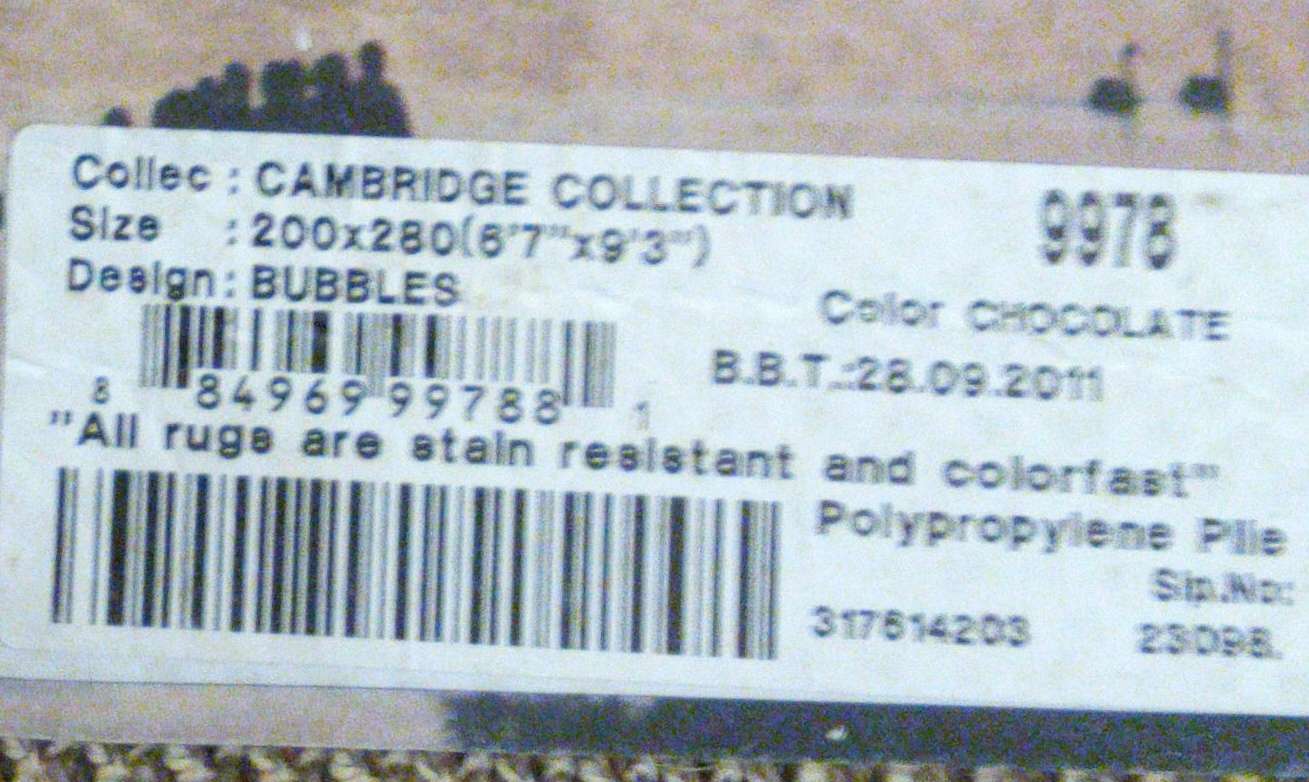 Collec : CAMBRIDGE COLLECTION
9978
Size : 200x280(6'7"x9'3")
Design: BUBBLES
Color CHOCOLATE
B.B.T.:28.09.2011
8 84969 99788 1
"All rugs are stain resistant and colorfast"
Polypropylene Pile
Sip.No:
317614203 23098.